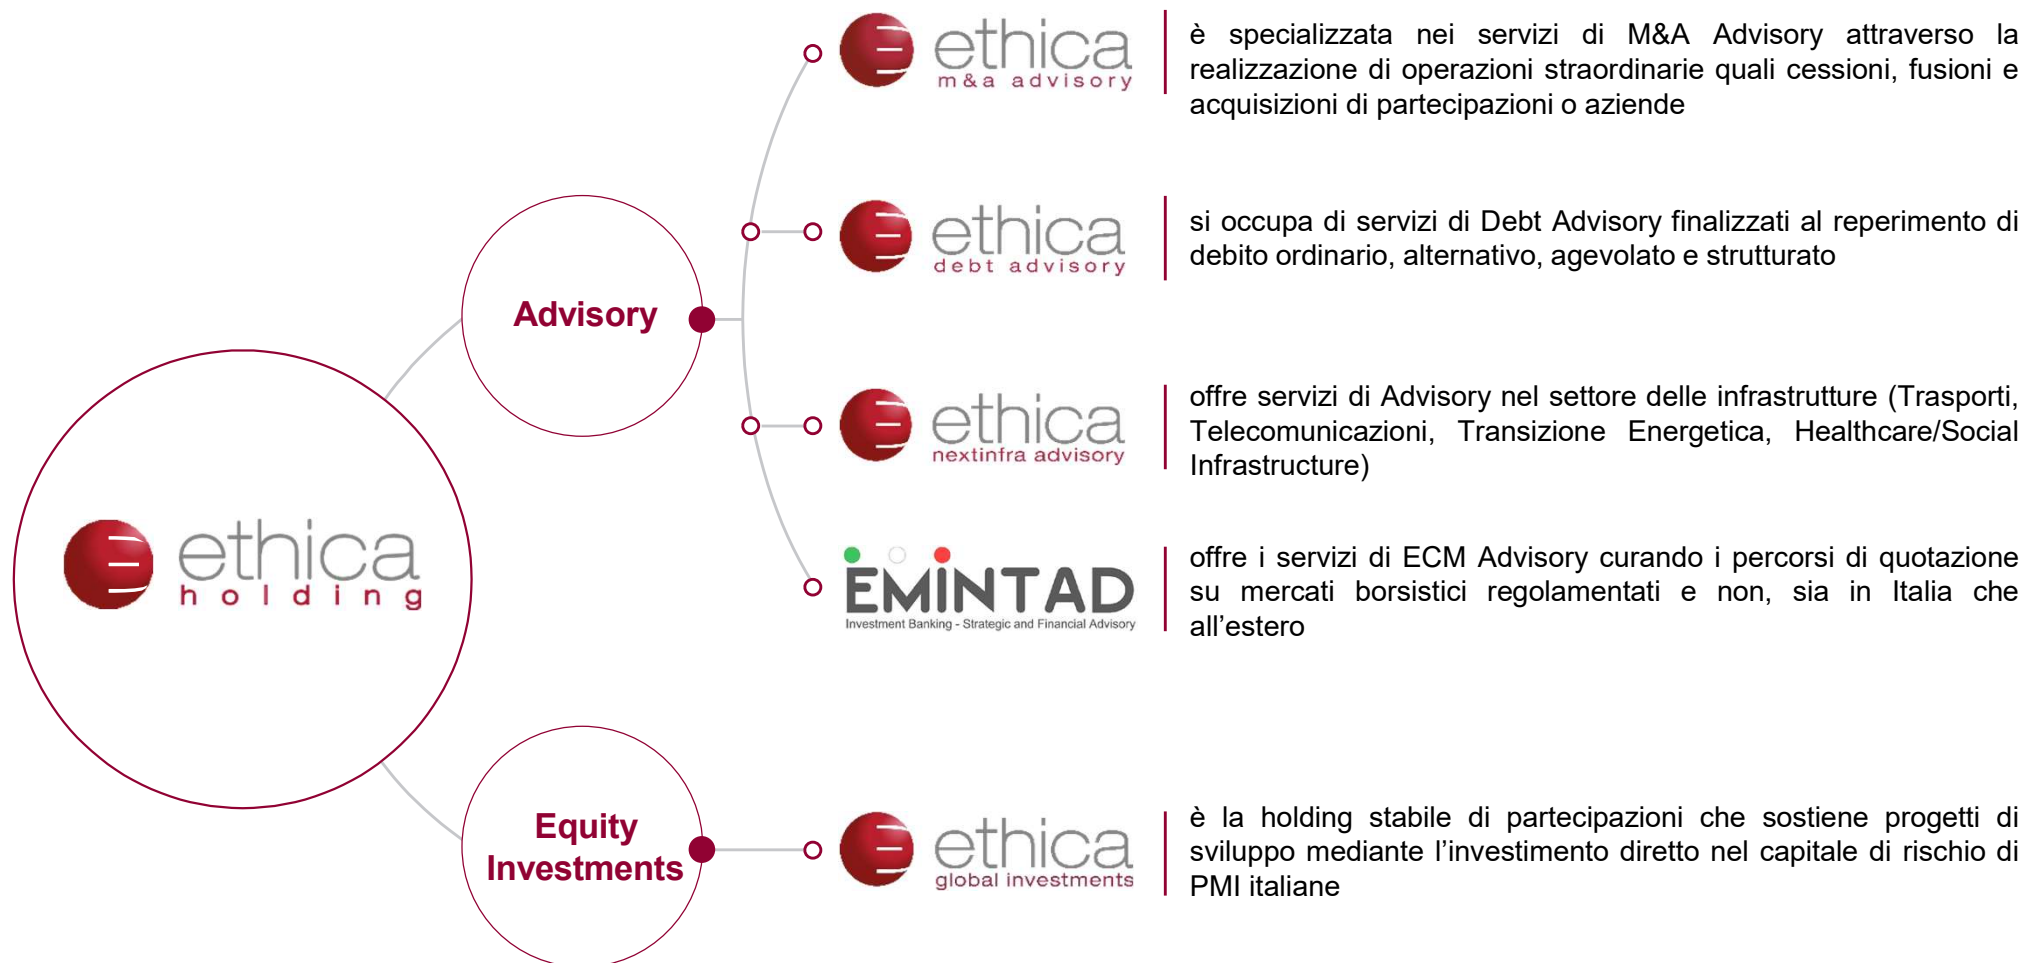 ethica
m&a advisory
è specializzata nei servizi di M&A Advisory attraverso la
realizzazione di operazioni straordinarie quali cessioni, fusioni e
acquisizioni di partecipazioni o aziende
ethica
debt advisory
si occupa di servizi di Debt Advisory finalizzati al reperimento di
debito ordinario, alternativo, agevolato e strutturato
Advisory
ethica
nextinfra advisory
offre servizi di Advisory nel settore delle infrastrutture (Trasporti,
Telecomunicazioni, Transizione Energetica, Healthcare/Social
Infrastructure)
ethica
holding
EMINTAD
Investment Banking - Strategic and Financial Advisory
offre i servizi di ECM Advisory curando i percorsi di quotazione
su mercati borsistici regolamentati e non, sia in Italia che
all’estero
Equity
Investments
ethica
global investments
è la holding stabile di partecipazioni che sostiene progetti di
sviluppo mediante l’investimento diretto nel capitale di rischio di
PMI italiane